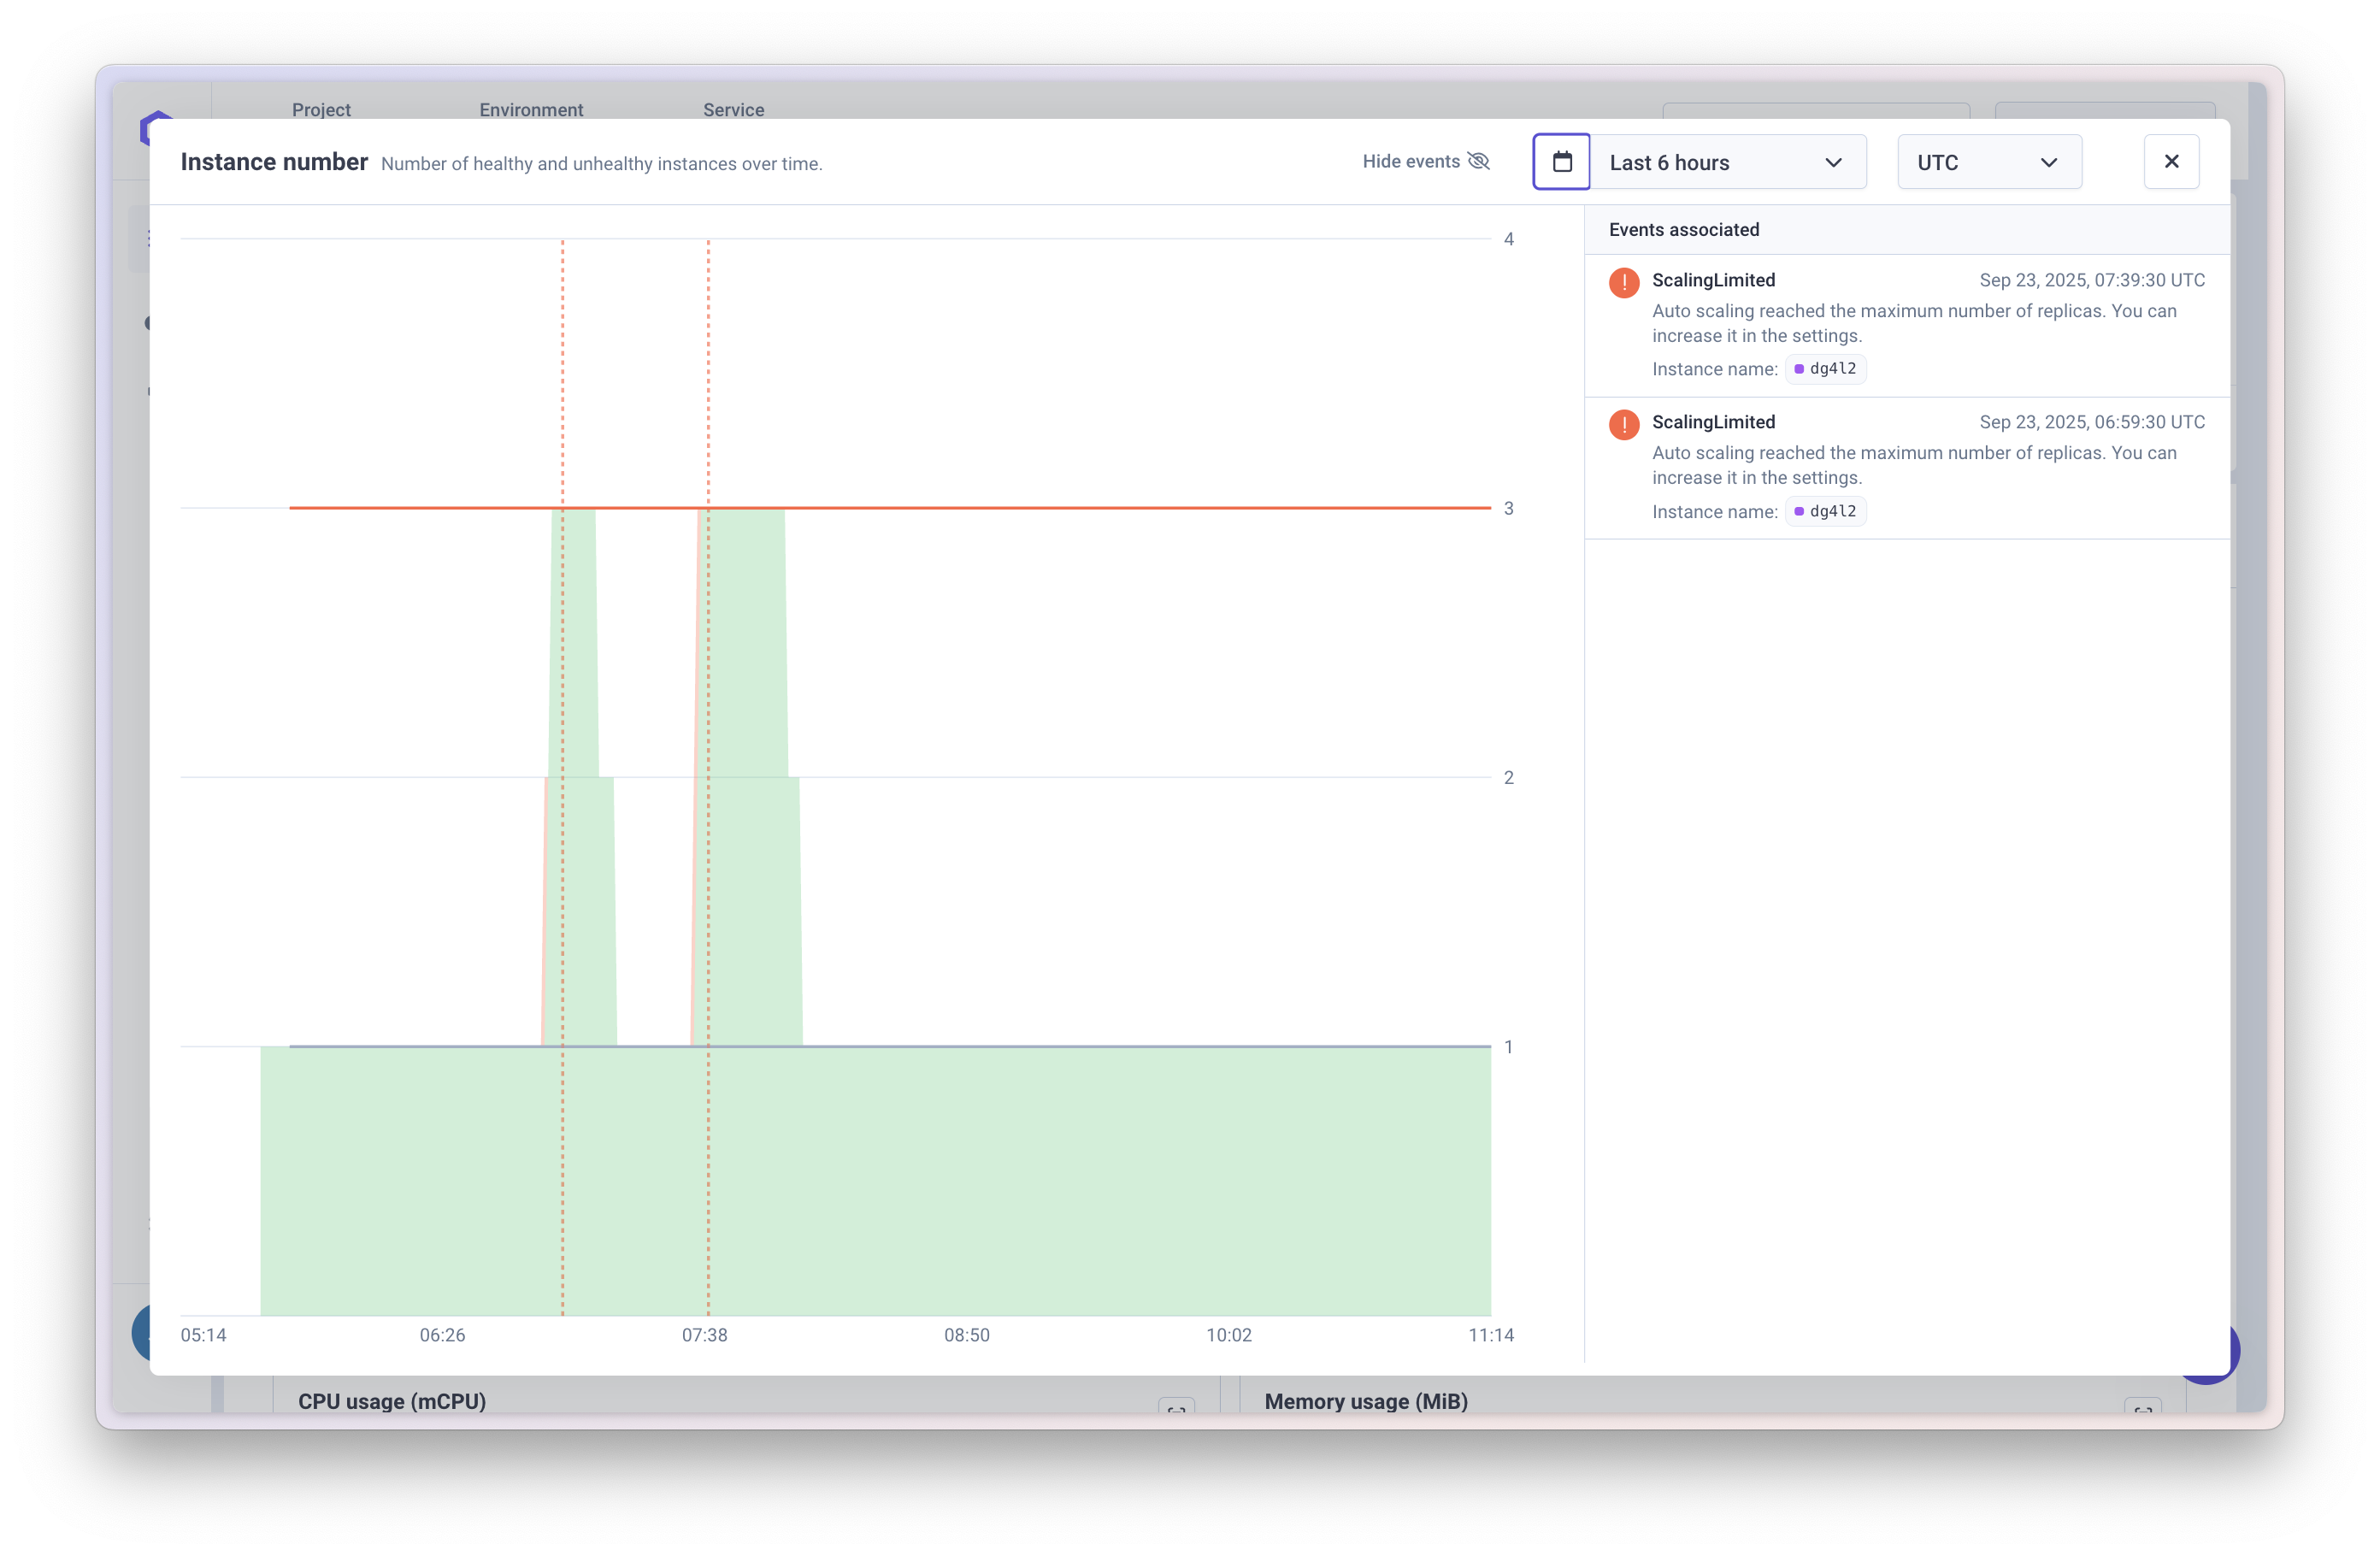 Project Environment Service
Instance number Number of healthy and unhealthy instances over time.
Hide events
Last 6 hours
UTC
4
3
2
1
05:14 06:26 07:38 08:50 10:02 11:14
Events associated
ScalingLimited Sep 23, 2025, 07:39:30 UTC
Auto scaling reached the maximum number of replicas. You can
increase it in the settings.
Instance name: dg4l2
ScalingLimited Sep 23, 2025, 06:59:30 UTC
Auto scaling reached the maximum number of replicas. You can
increase it in the settings.
Instance name: dg4l2
CPU usage (mCPU) Memory usage (MiB)